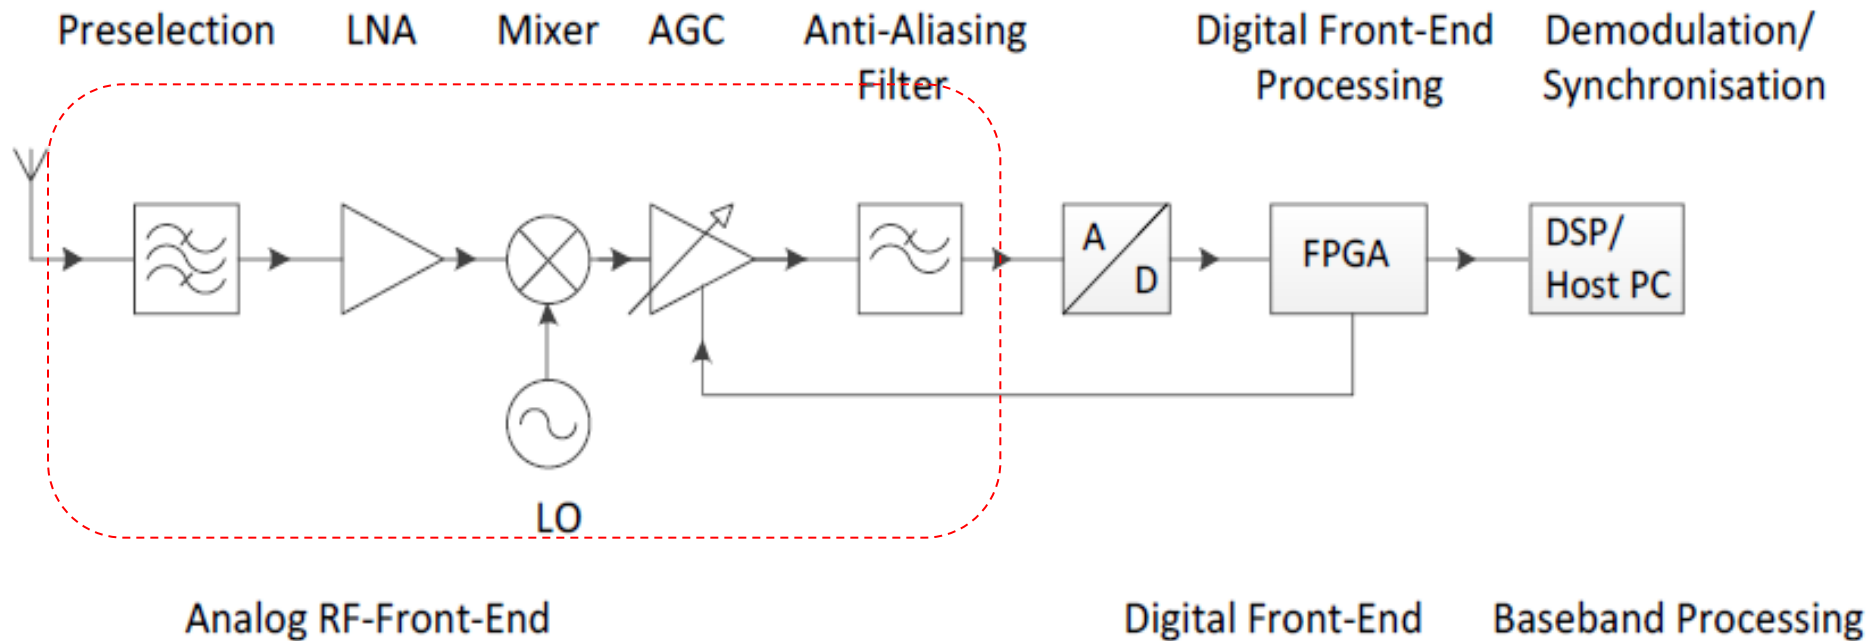 Preselection
LNA
Mixer
AGC
Anti-Aliasing
Filter
Digital Front-End
Processing
Demodulation/
Synchronisation
A
D
FPGA
DSP/
Host PC
LO
Analog RF-Front-End
Digital Front-End
Baseband Processing